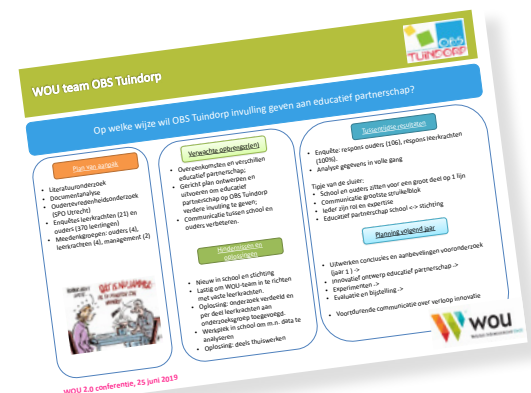 WOU team OBS Tuindorp
OBS
TUINDORP
Op welke wijze wil OBS Tuindorp invulling geven aan educatief partnerschap?
Plan van aanpak
• Literatuuronderzoek
• Documentanalyse
• Oudertevredenheidsonderzoek
(SPO Utrecht)
• Enquêtes leerkrachten (21) en
ouders (370 leerlingen)
• Meedenkgroepen: ouders (4),
leerkrachten (4), management (2)
Verwachte opbrengst(en)
• Overeenkomsten en verschillen
educatief partnerschap;
• Gericht plan ontwerpen en
uitvoeren om educatief
partnerschap op OBS Tuindorp
verdere invulling te geven;
• Communicatie tussen school en
ouders verbeteren.
Hindernissen en
oplossingen
• Nieuw in school en stichting
• Lastig om WOU-team in te richten
met vaste leerkrachten.
• Oplossing: onderzoek verdeeld en
per deel leerkrachten aan
onderzoeksgroep toegevoegd.
• Werkplek in school om m.n. data te
analyseren
• Oplossing: deels thuiswerken
Tussentijdse resultaten
• Enquête: respons ouders (106), respons leerkrachten
(100%).
• Analyse gegevens in volle gang
Tipje van de sluier:
• School en ouders zitten voor een groot deel op 1 lijn
• Communicatie grootste struikelblok
• Ieder zijn rol en expertise
• Educatief partnerschap school <-> stichting
Planning volgend jaar
• Uitwerken conclusies en aanbevelingen vooronderzoek
(jaar 1 ) ->
• Innovatief ontwerp educatief partnerschap ->
• Experimenten ->
• Evaluatie en bijstelling ->
• Voortdurende communicatie over verloop innovatie
WOU
WOU 2.0 conferentie, 25 juni 2019